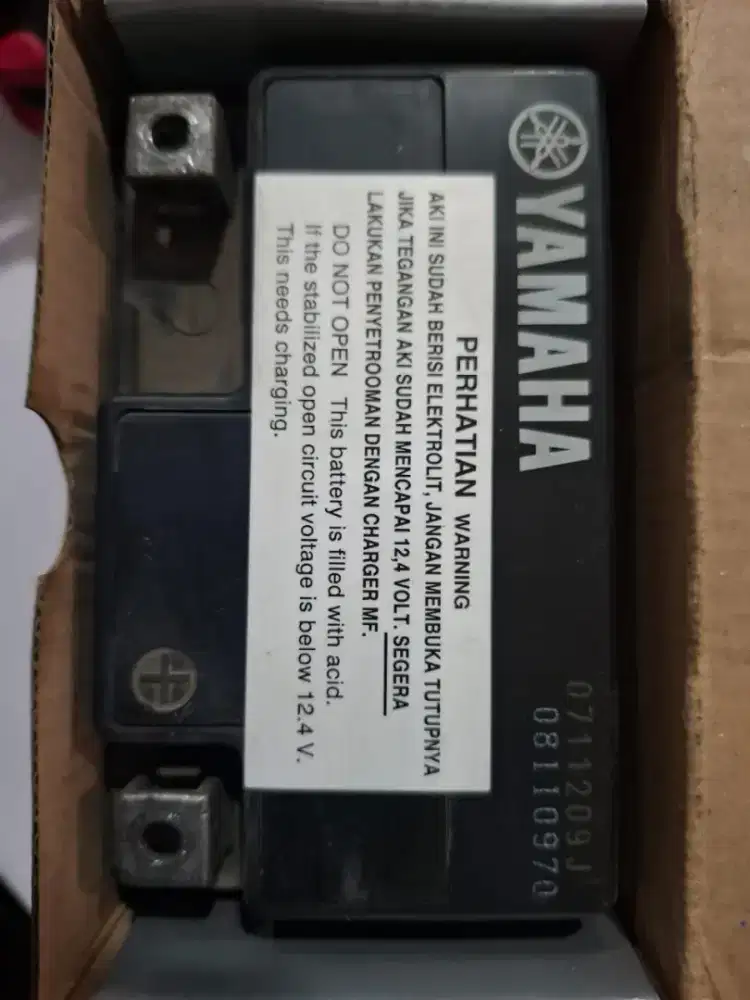 YAMAHA
PERHATIAN WARNING
AKI INI SUDAH BERISI ELEKTROLIT, JANGAN MEMBUKA TUTUPNYA
JIKA TEGANGAN AKI SUDAH MENCAPAI 12,4 VOLT. SEGERA
LAKUKAN PENYETROOMAN DENGAN CHARGER MF.
DO NOT OPEN This battery is filled with acid.
If the stabilized open circuit voltage is below 12.4 V.
This needs charging.
0711209J
08110970